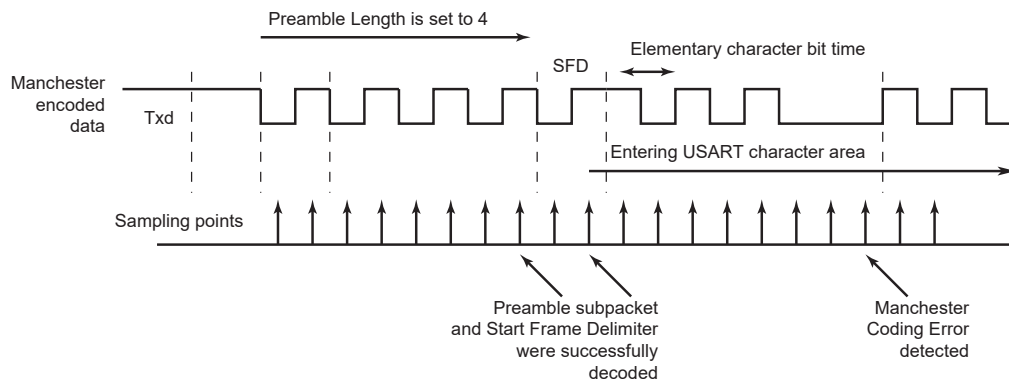 Preamble Length is set to 4
Elementary character bit time
SFD
Manchester
encoded
data
Txd
Entering USART character area
Sampling points
Preamble subpacket
and Start Frame Delimiter
were successfully
decoded
Manchester
Coding Error
detected